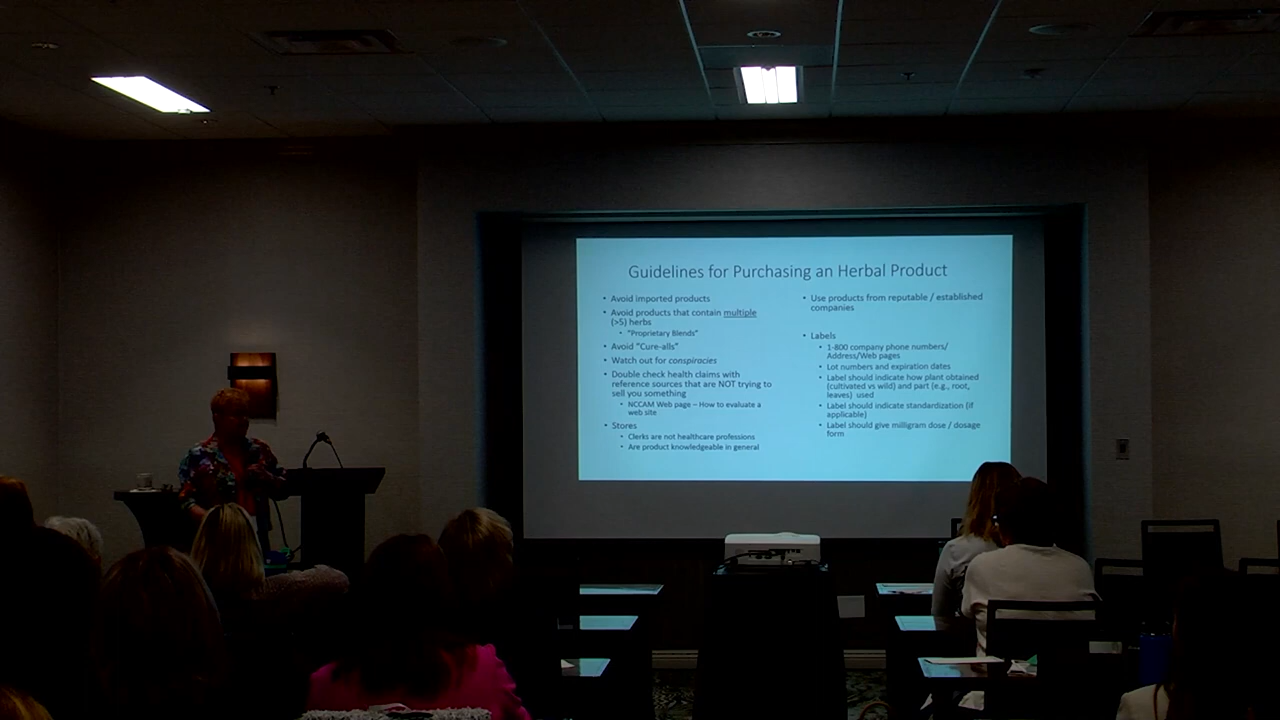 Guidelines for Purchasing an Herbal Product
• Avoid imported products
• Avoid products that contain multiple
(>5) herbs
• "Proprietary Blends"
• Avoid "Cure-alls"
• Watch out for conspiracies
• Double check health claims with
reference sources that are NOT trying to
sell you something
• NCCAM Web page – How to evaluate a
web site
• Stores
• Clerks are not healthcare professions
• Are product knowledgeable in general
• Use products from reputable / established
companies
• Labels
• 1-800 company phone numbers/
Address/Web pages
• Lot numbers and expiration dates
• Label should indicate how plant obtained
(cultivated vs wild) and part (e.g., root,
leaves) used
• Label should indicate standardization (if
applicable)
• Label should give milligram dose / dosage
form